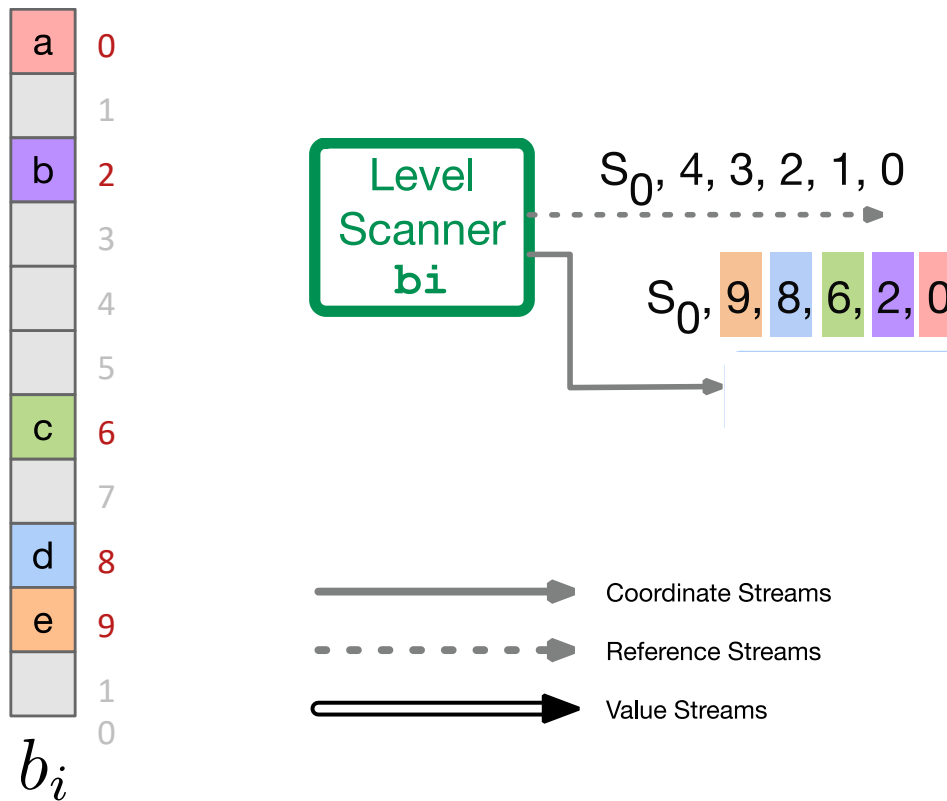 a 0
1
b 2
3
4
5
c 6
7
d 8
e 9
1
0
b_i
Level
Scanner
bi
S_0, 4, 3, 2, 1, 0
S_0, 9, 8, 6, 2, 0
Coordinate Streams
Reference Streams
Value Streams